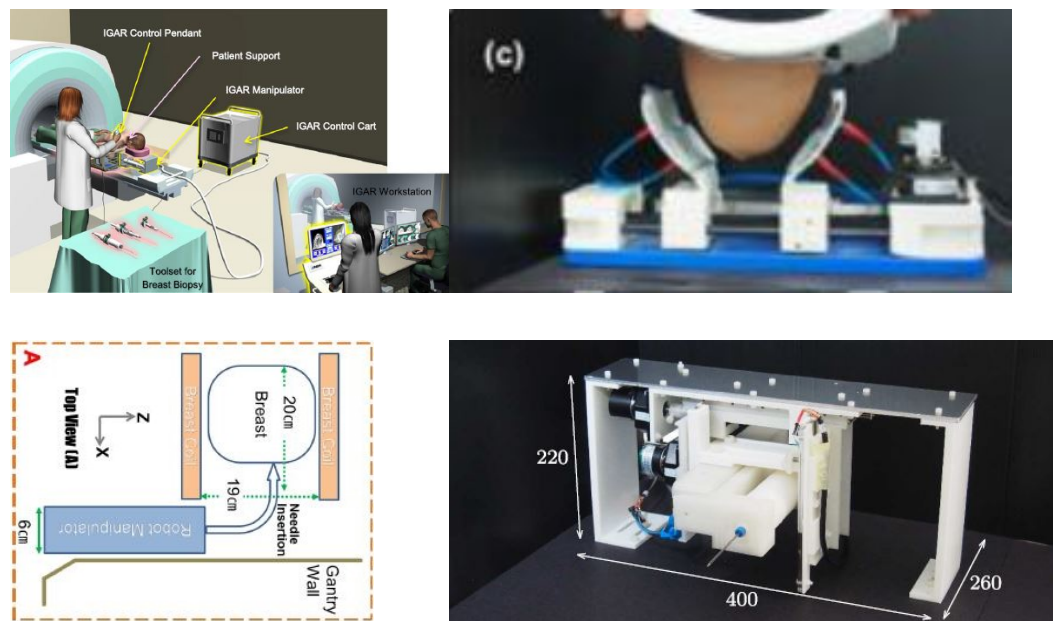 IGAR Control Pendant
Patient Support
IGAR Manipulator
IGAR Control Cart
IGAR Workstation
Toolset for
Breast Biopsy
(c)
A
Top View (A)
Z
X
Breast Coil
Breast
20cm
Breast Coil
19cm
Needle
Insertion
Robot Manipulator
6cm
Gantry
Wall
220
400
260